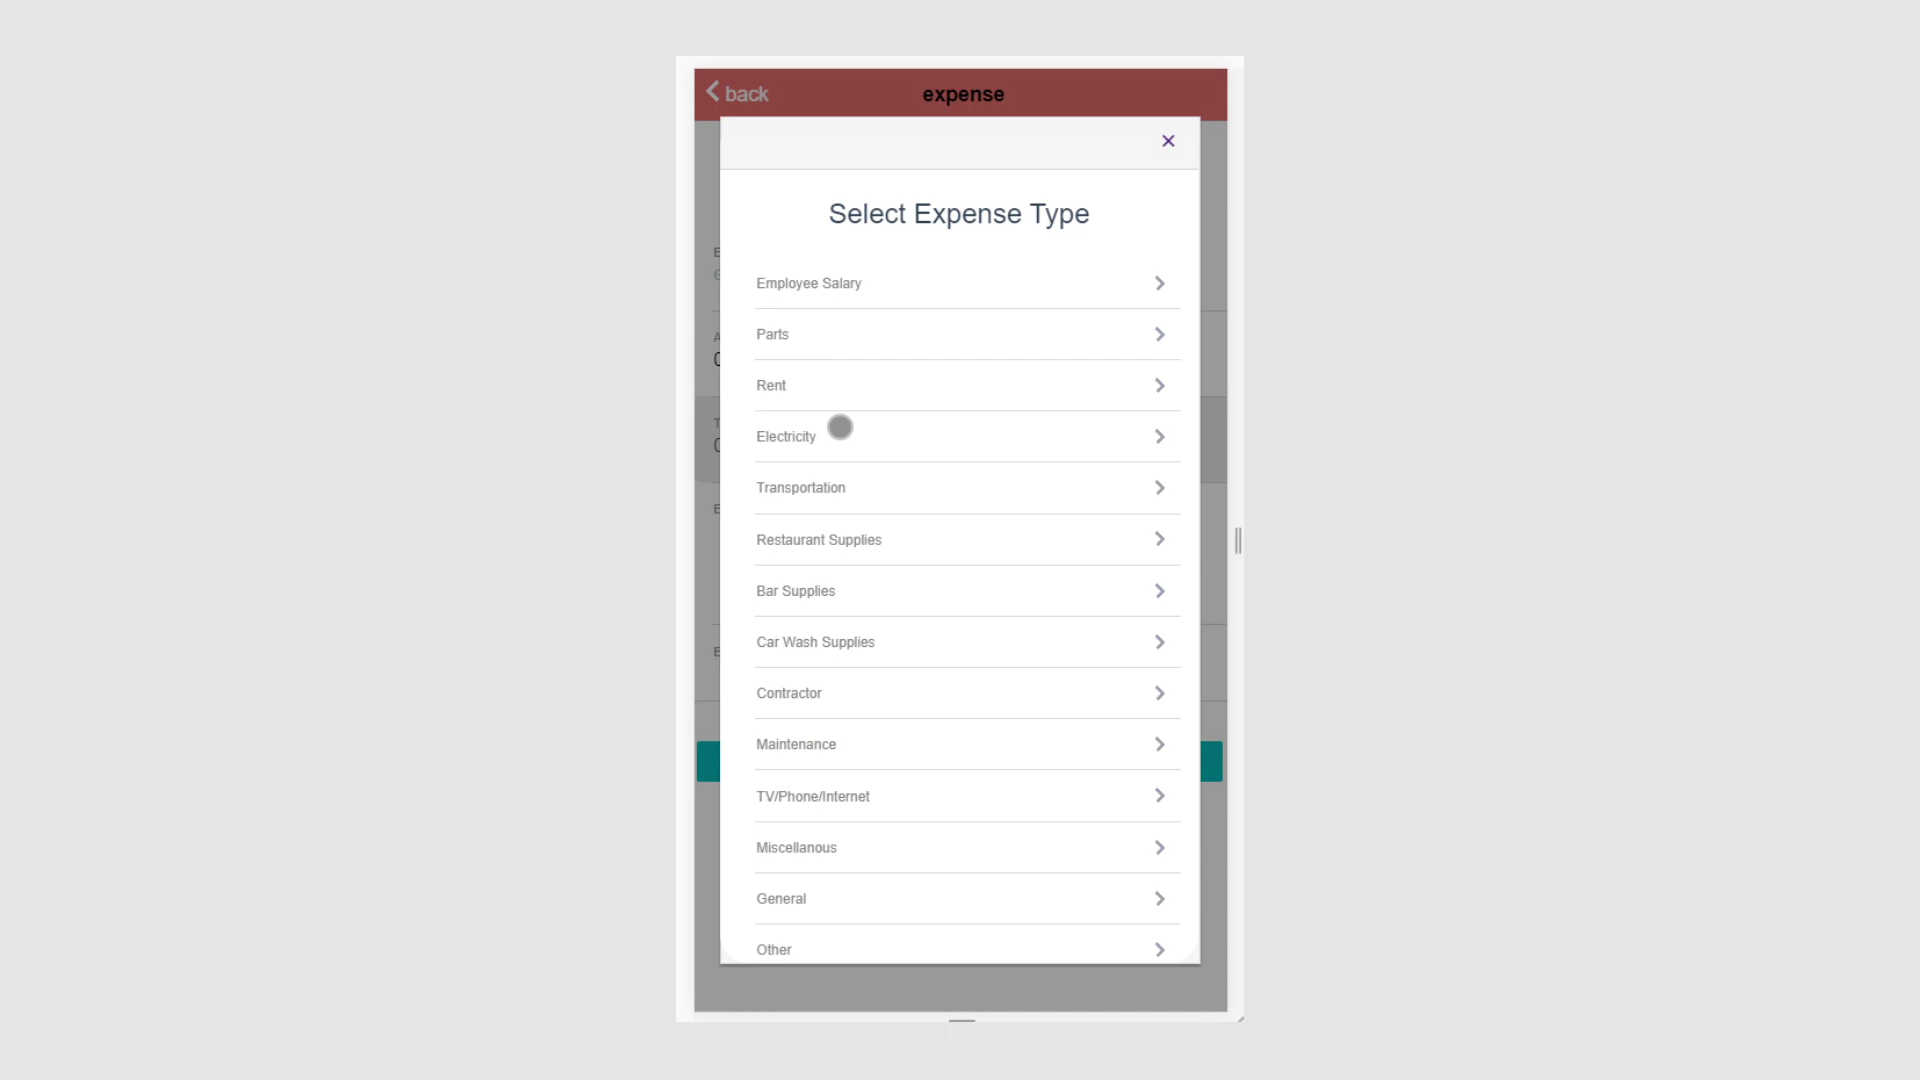 back
expense
×
Select Expense Type
Employee Salary
Parts
Rent
Electricity
Transportation
Restaurant Supplies
Bar Supplies
Car Wash Supplies
Contractor
Maintenance
TV/Phone/Internet
Miscellanous
General
Other